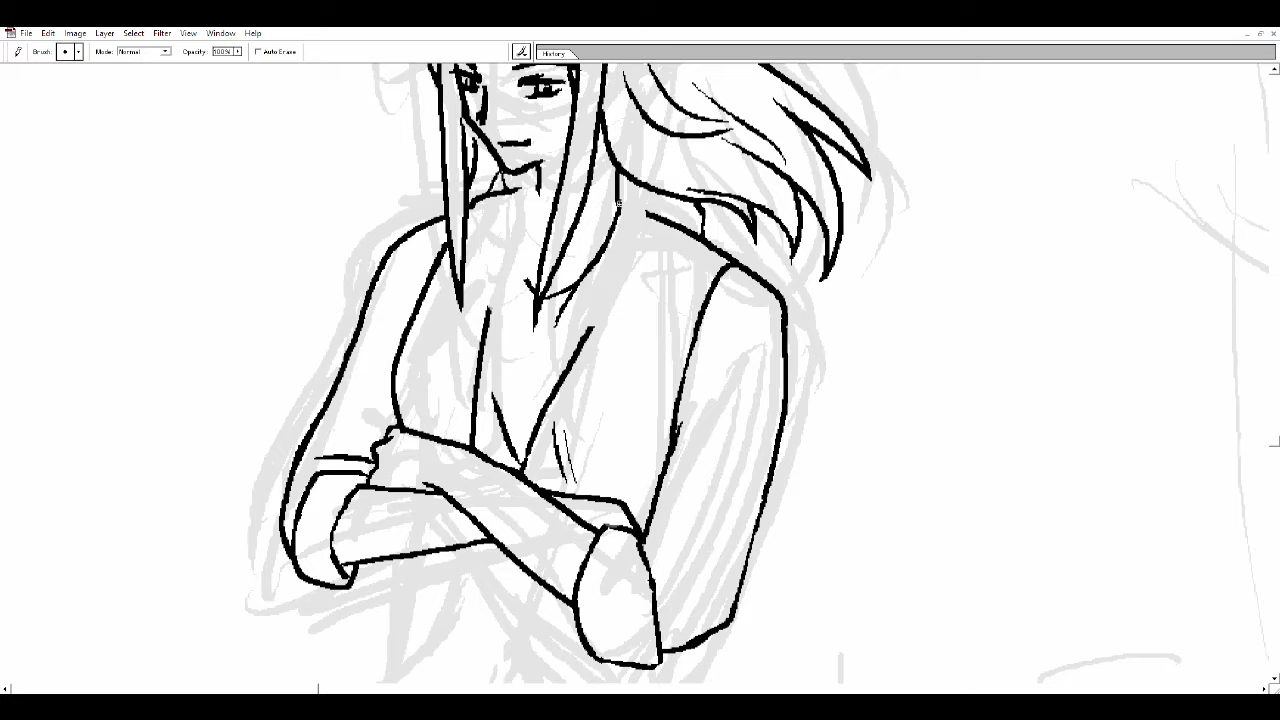 File Edit Image Layer Select Filter View Window Help
Brush: Mode: Normal Opacity: 100% Auto Erase History